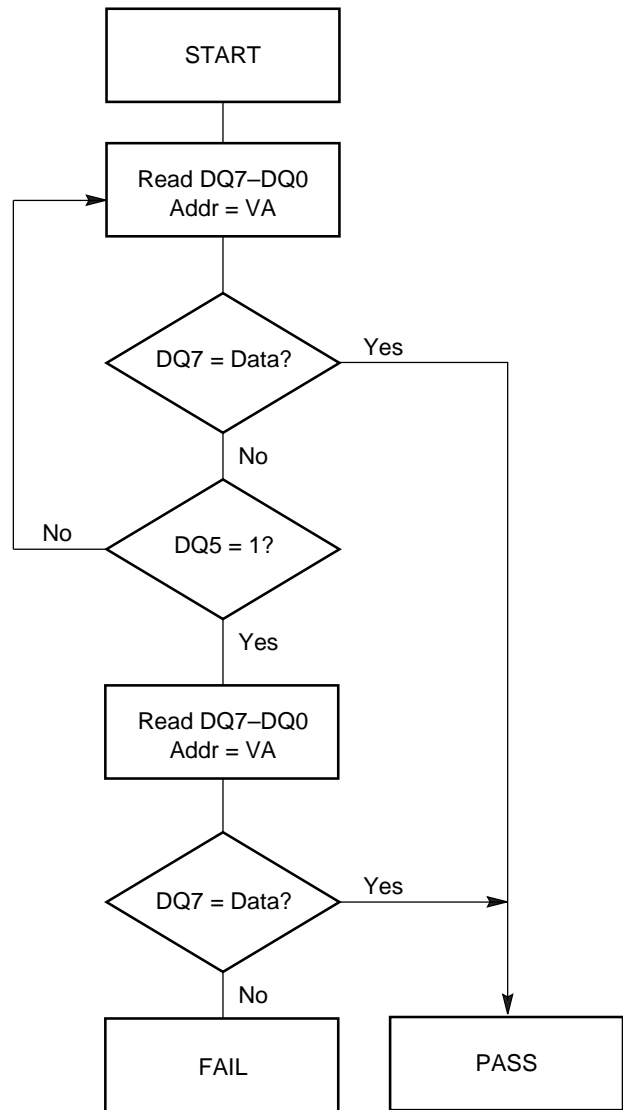 START
Read DQ7–DQ0
Addr = VA
DQ7 = Data?
Yes
No
No
DQ5 = 1?
Yes
Read DQ7–DQ0
Addr = VA
DQ7 = Data?
Yes
No
FAIL
PASS